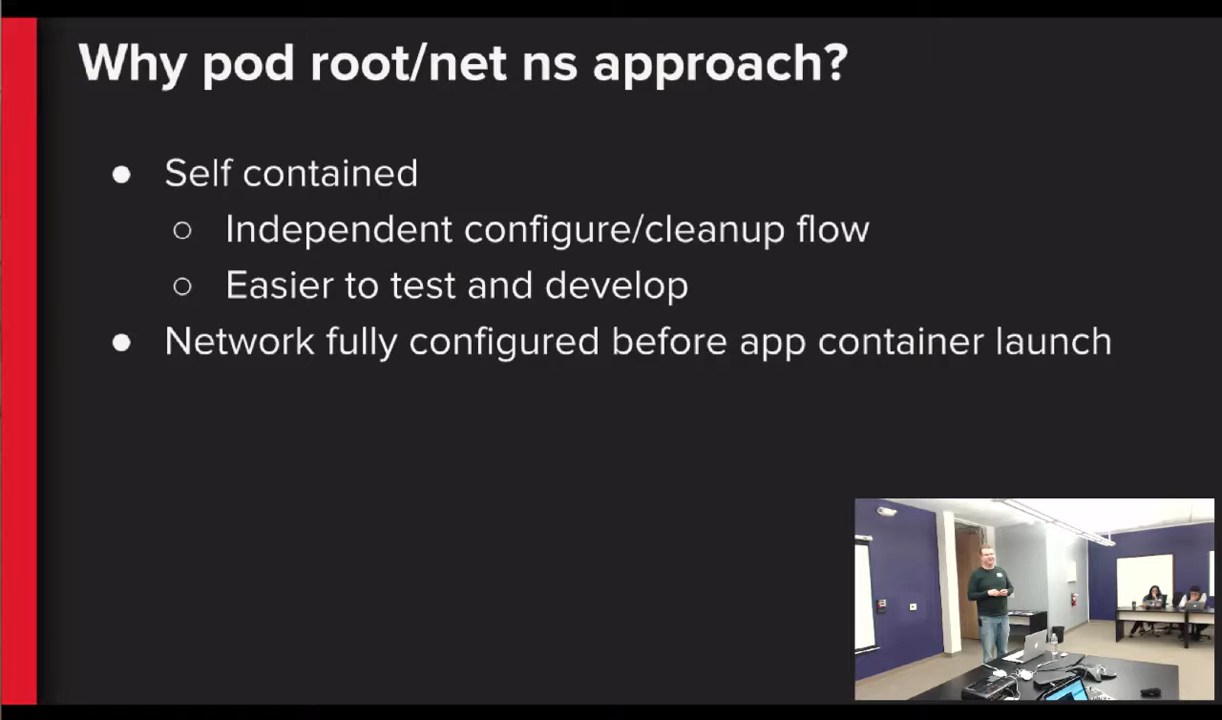 Why pod root/net ns approach?
● Self contained
○ Independent configure/cleanup flow
○ Easier to test and develop
● Network fully configured before app container launch